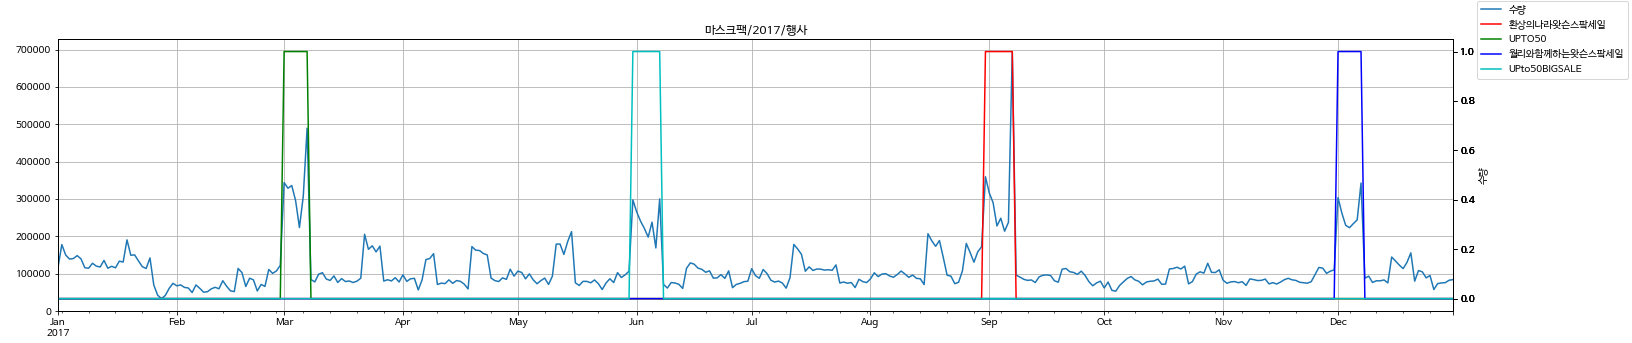 마스크팩/2017/행사
수량
환상의나라왓슨스팍세일
UPTO50
월리와함께하는왓슨스팍세일
UPto50BIGSALE
700000
600000
500000
400000
300000
200000
100000
0
1.0
0.8
0.6
0.4
0.2
0.0
수량
Jan Feb Mar Apr May Jun Jul Aug Sep Oct Nov Dec
2017